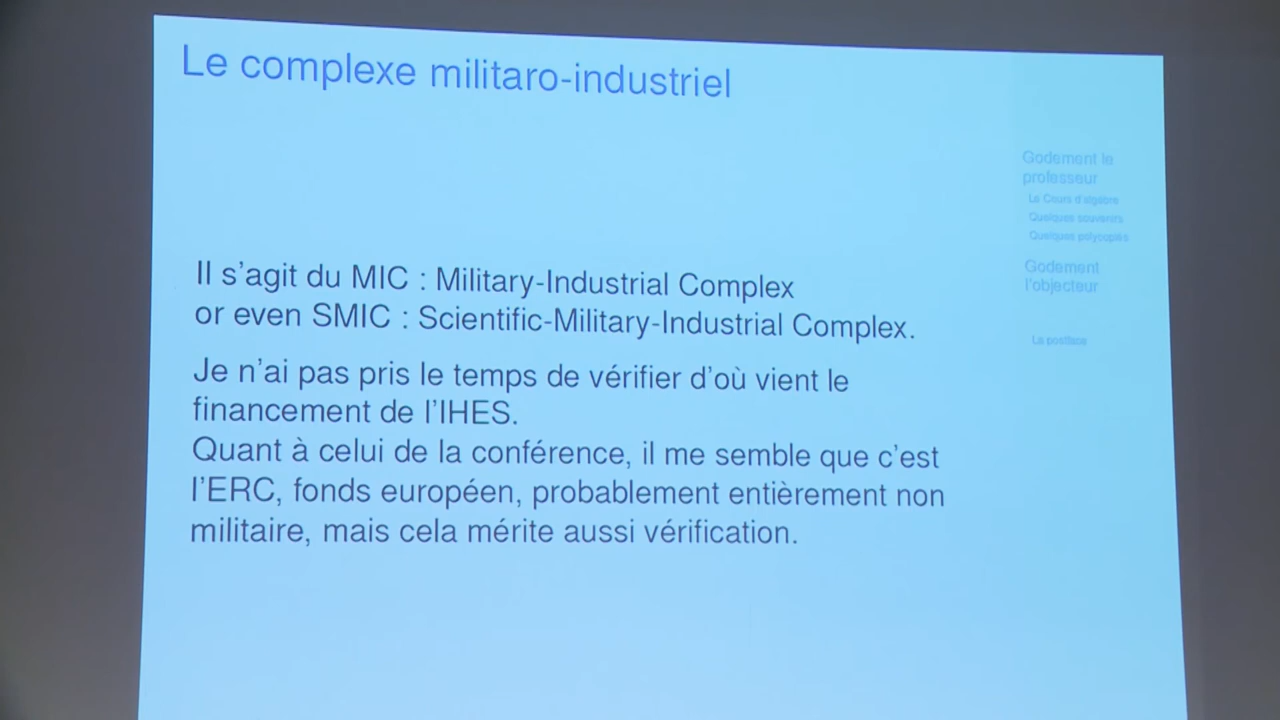 Le complexe militaro-industriel
Il s'agit du MIC : Military-Industrial Complex
or even SMIC : Scientific-Military-Industrial Complex.
Je n'ai pas pris le temps de vérifier d'où vient le
financement de l'IHES.
Quant à celui de la conférence, il me semble que c'est
l'ERC, fonds européen, probablement entièrement non
militaire, mais cela mérite aussi vérification.
Godement le
professeur
Le Cours d'algèbre
Quelques souvenirs
Quelques polycopiés
Godement
l'objecteur
La postface